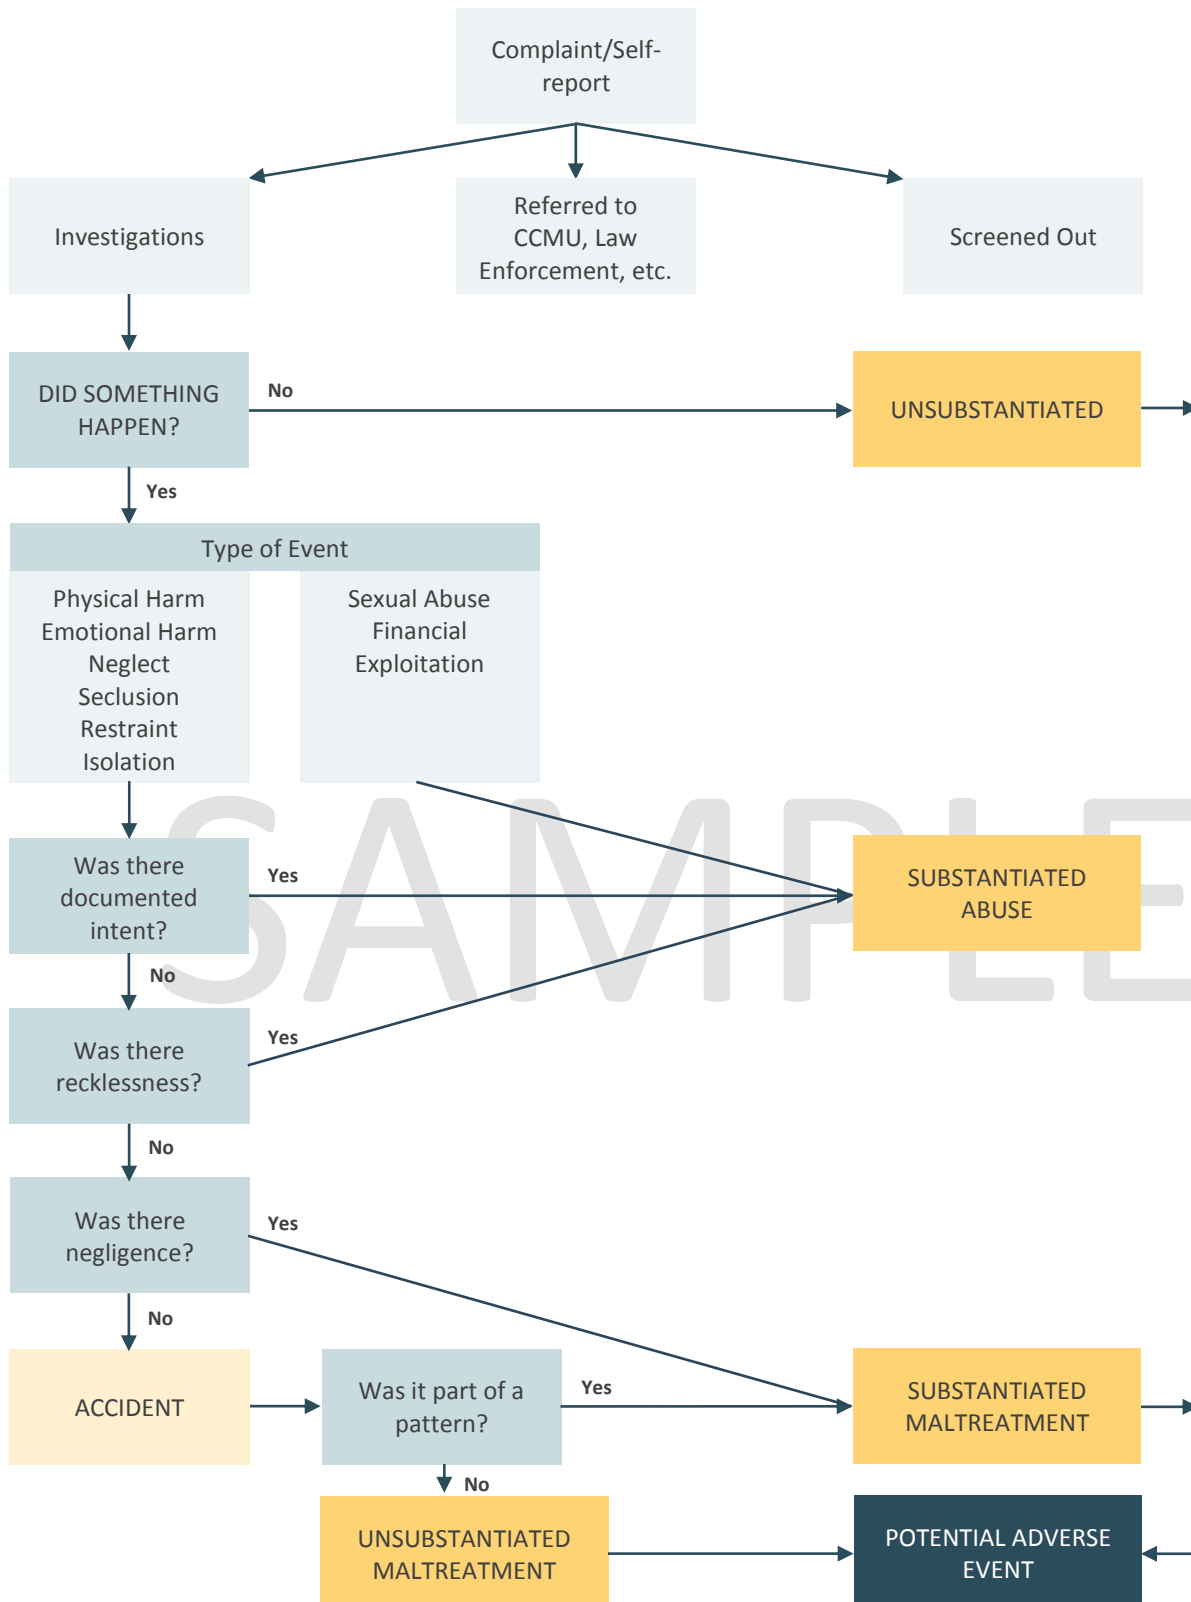 Complaint/Self-
report
Investigations
Referred to
CCMU, Law
Enforcement, etc.
Screened Out
DID SOMETHING
HAPPEN?
No
UNSUBSTANTIATED
Yes
Type of Event
Physical Harm
Emotional Harm
Neglect
Seclusion
Restraint
Isolation
Sexual Abuse
Financial
Exploitation
SAMPLE
Was there
documented
intent?
Yes
SUBSTANTIATED
ABUSE
No
Was there
recklessness?
Yes
No
Was there
negligence?
Yes
No
ACCIDENT
Was it part of a
pattern?
Yes
SUBSTANTIATED
MALTREATMENT
No
UNSUBSTANTIATED
MALTREATMENT
POTENTIAL ADVERSE
EVENT